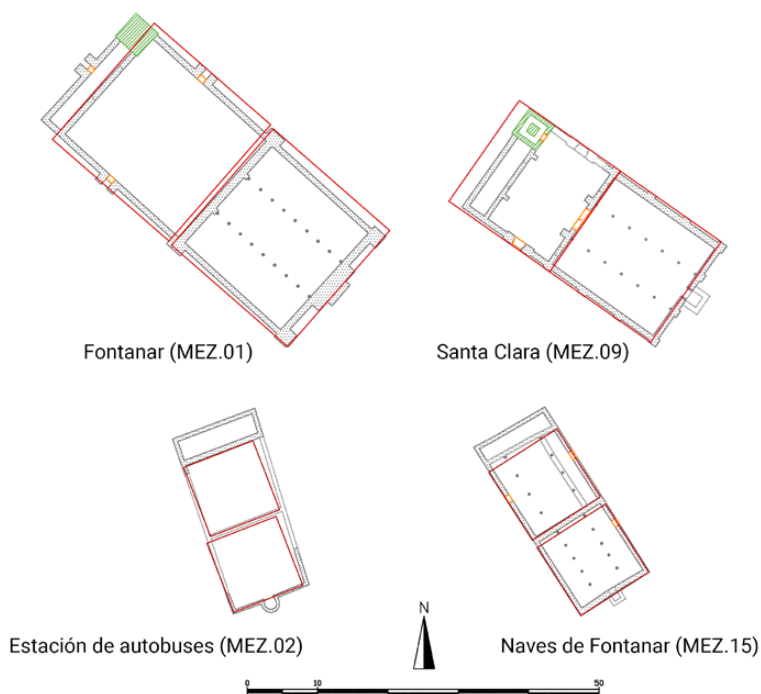 Fontanar (MEZ.01)
Santa Clara (MEZ.09)
Estación de autobuses (MEZ.02)
N
Naves de Fontanar (MEZ.15)
0 10 50